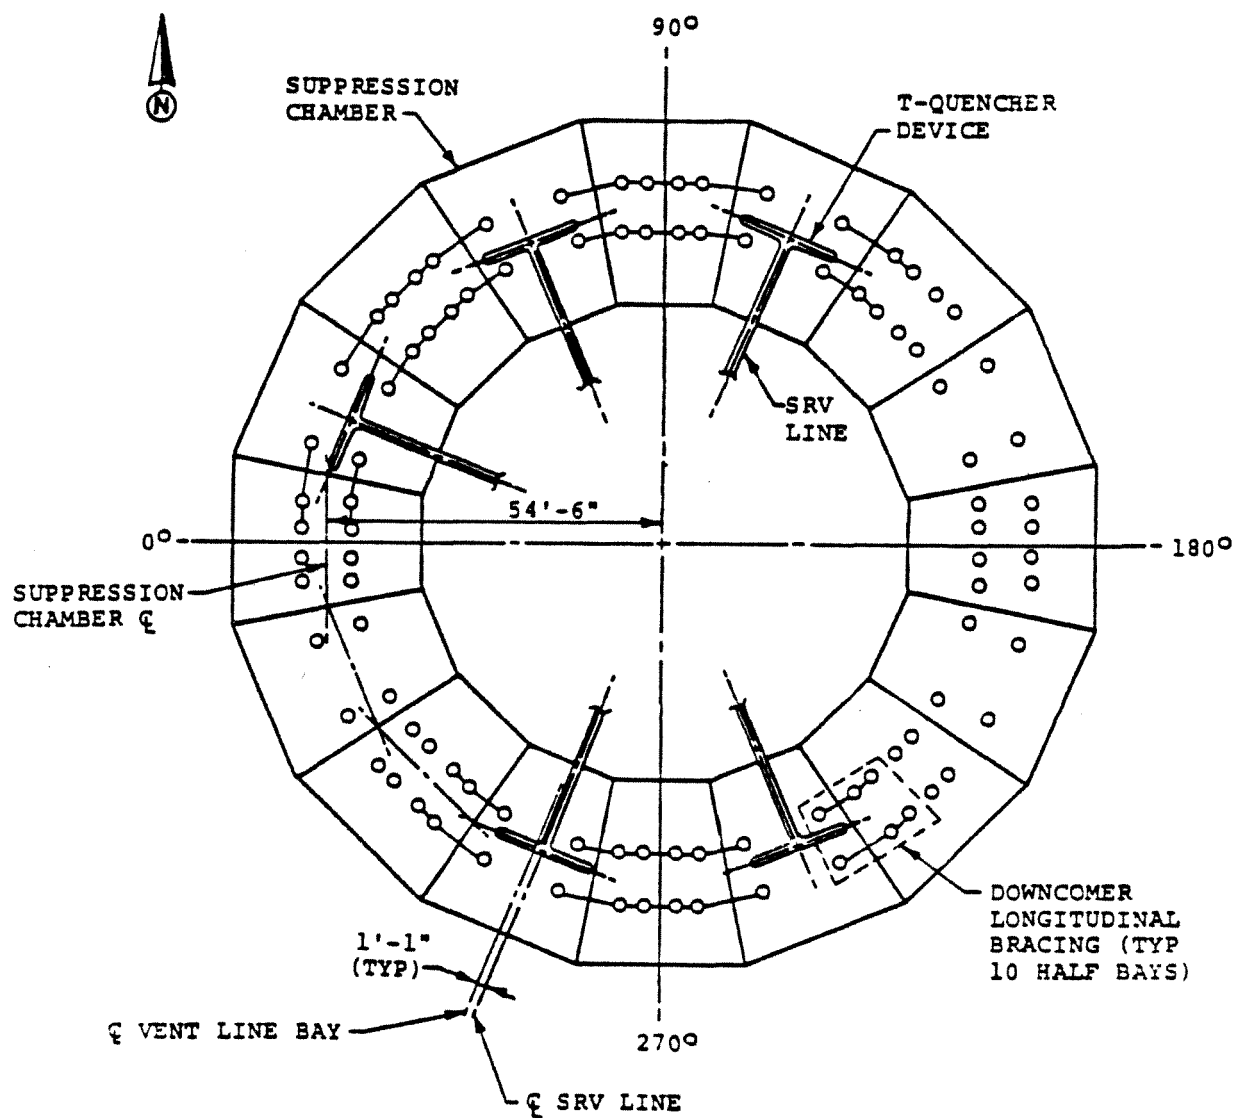 90°
SUPPRESSION
CHAMBER
T-QUENCHER
DEVICE
N
SRV
LINE
54'-6"
0°
180°
SUPPRESSION
CHAMBER ℄
DOWNCOMER
LONGITUDINAL
BRACING (TYP
10 HALF BAYS)
1'-1"
(TYP)
℄ VENT LINE BAY
270°
℄ SRV LINE